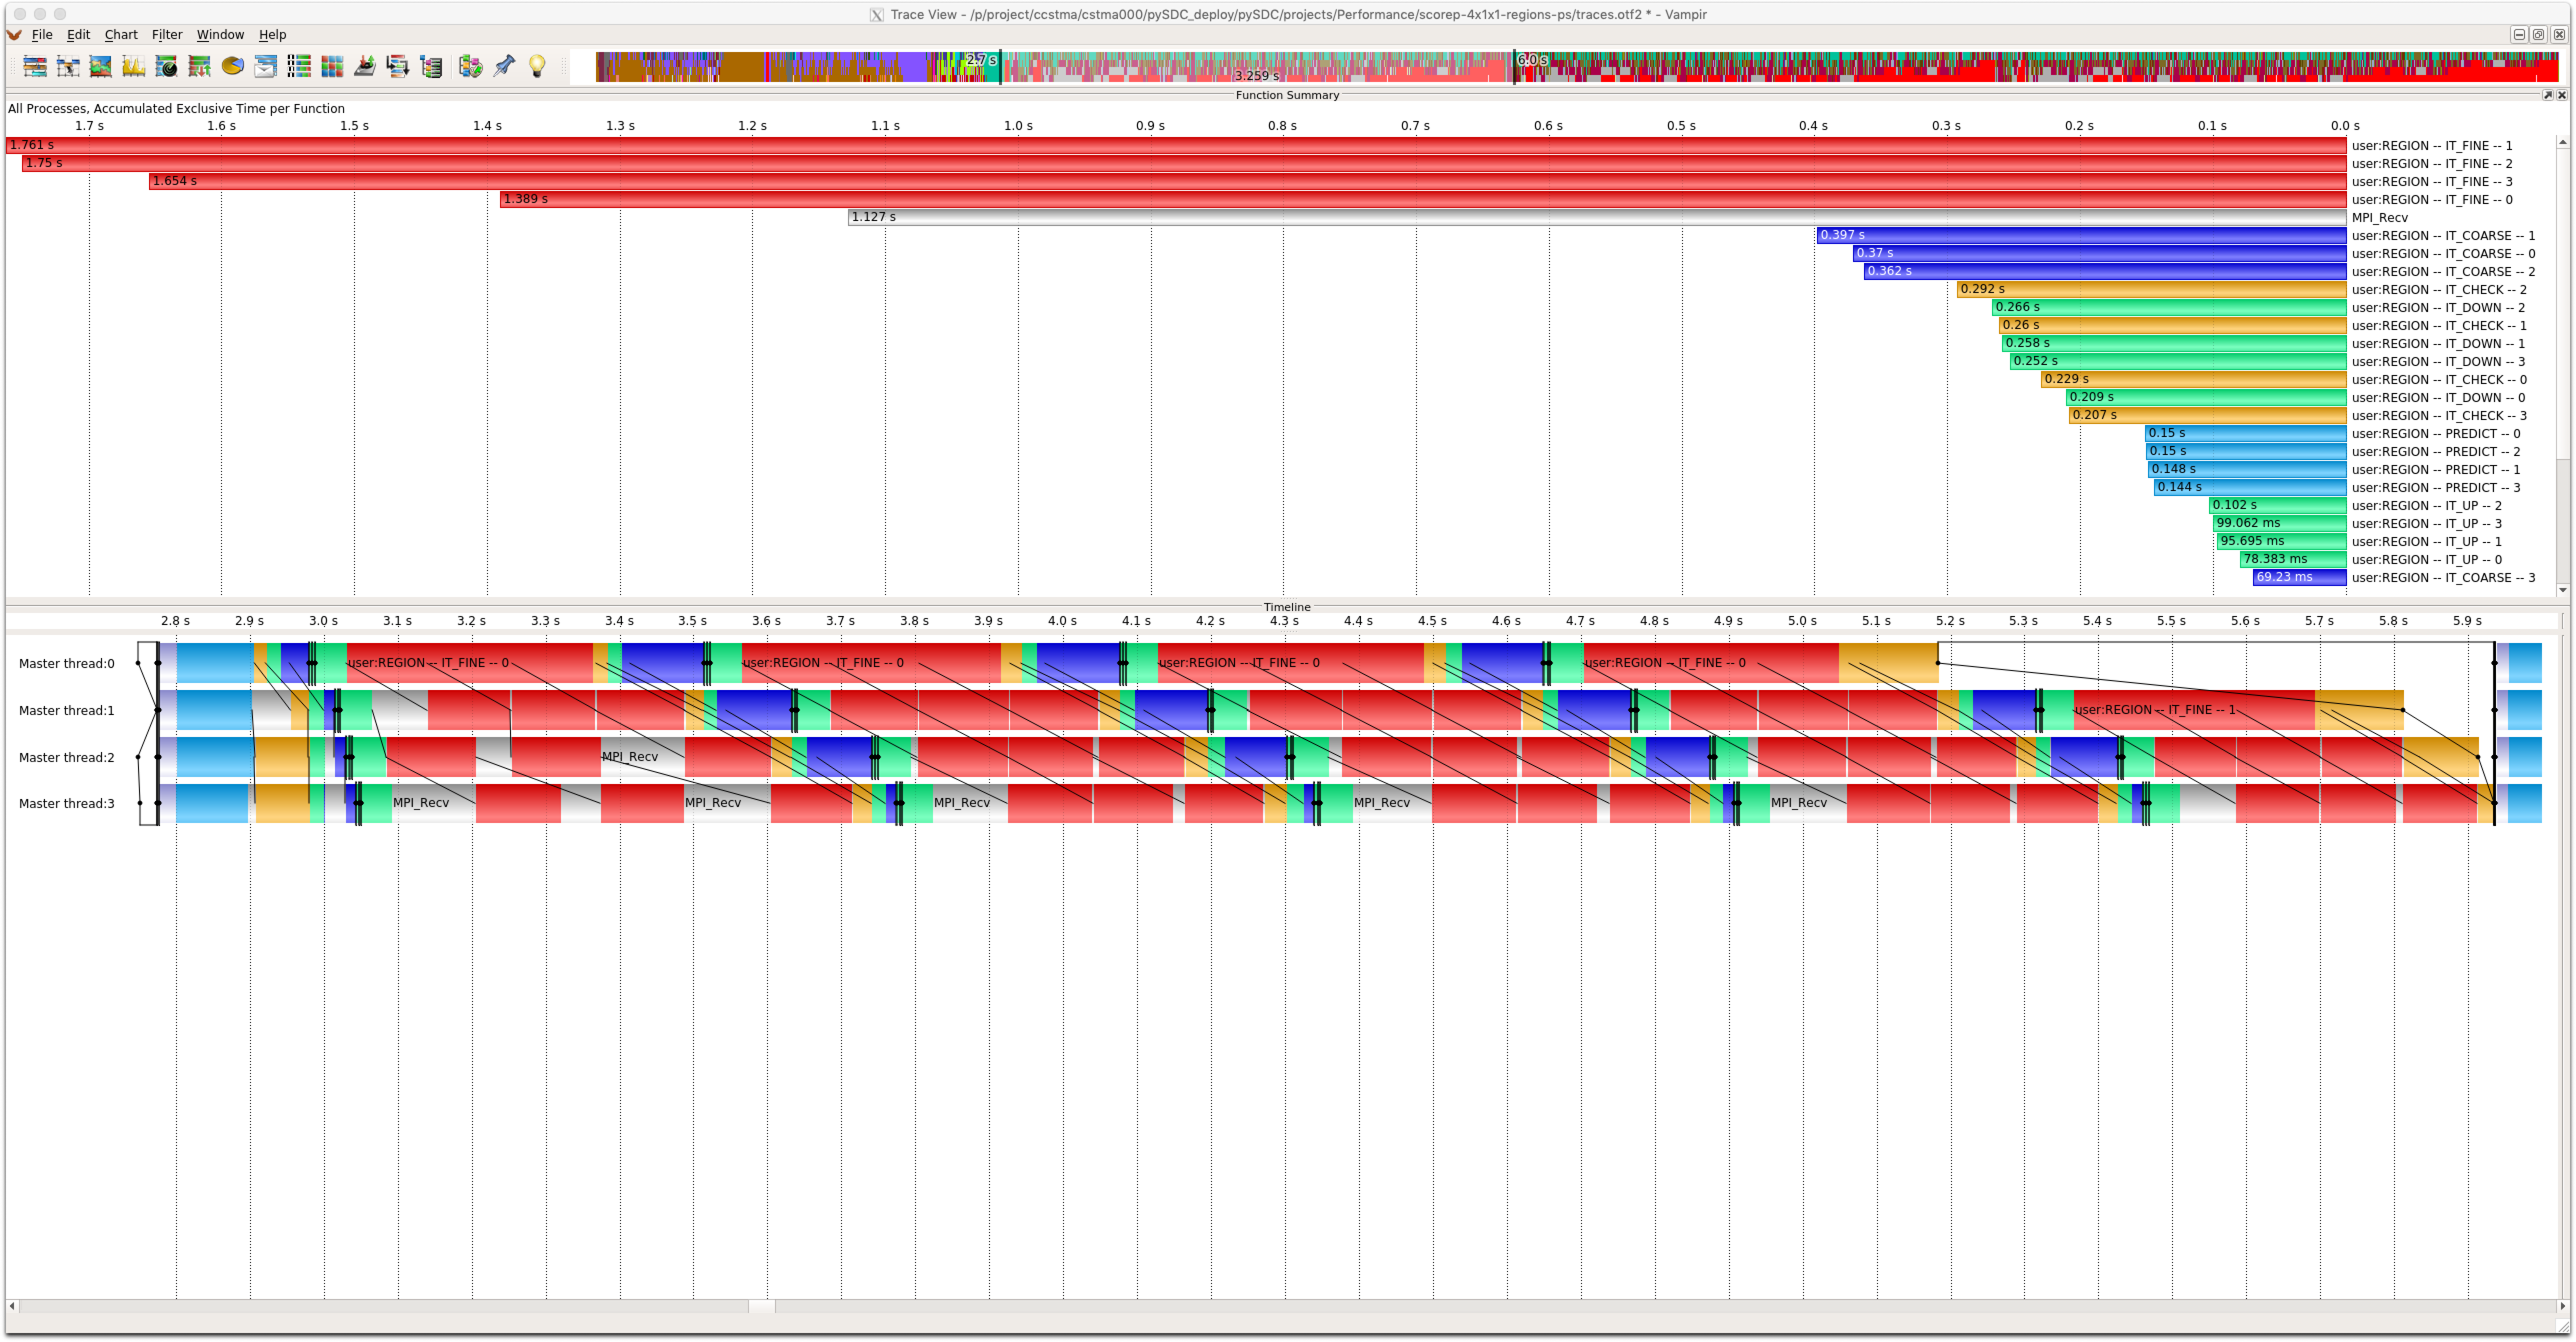 Trace View - /p/project/ccstma/cstma000/pySDC_deploy/pySDC/projects/Performance/scorep-4x1x1-regions-ps/traces.otf2 * - Vampir
File Edit Chart Filter Window Help
2.7 s 3.259 s 6.0 s
Function Summary
All Processes, Accumulated Exclusive Time per Function
1.7 s 1.6 s 1.5 s 1.4 s 1.3 s 1.2 s 1.1 s 1.0 s 0.9 s 0.8 s 0.7 s 0.6 s 0.5 s 0.4 s 0.3 s 0.2 s 0.1 s 0.0 s
1.761 s user:REGION -- IT_FINE -- 1
1.75 s user:REGION -- IT_FINE -- 2
1.654 s user:REGION -- IT_FINE -- 3
1.389 s user:REGION -- IT_FINE -- 0
1.127 s MPI_Recv
0.397 s user:REGION -- IT_COARSE -- 1
0.37 s user:REGION -- IT_COARSE -- 0
0.362 s user:REGION -- IT_COARSE -- 2
0.292 s user:REGION -- IT_CHECK -- 2
0.266 s user:REGION -- IT_DOWN -- 2
0.26 s user:REGION -- IT_CHECK -- 1
0.258 s user:REGION -- IT_DOWN -- 1
0.252 s user:REGION -- IT_DOWN -- 3
0.229 s user:REGION -- IT_CHECK -- 0
0.209 s user:REGION -- IT_DOWN -- 0
0.207 s user:REGION -- IT_CHECK -- 3
0.15 s user:REGION -- PREDICT -- 0
0.15 s user:REGION -- PREDICT -- 2
0.148 s user:REGION -- PREDICT -- 1
0.144 s user:REGION -- PREDICT -- 3
0.102 s user:REGION -- IT_UP -- 2
99.062 ms user:REGION -- IT_UP -- 3
95.695 ms user:REGION -- IT_UP -- 1
78.383 ms user:REGION -- IT_UP -- 0
69.23 ms user:REGION -- IT_COARSE -- 3
Timeline
2.8 s 2.9 s 3.0 s 3.1 s 3.2 s 3.3 s 3.4 s 3.5 s 3.6 s 3.7 s 3.8 s 3.9 s 4.0 s 4.1 s 4.2 s 4.3 s 4.4 s 4.5 s 4.6 s 4.7 s 4.8 s 4.9 s 5.0 s 5.1 s 5.2 s 5.3 s 5.4 s 5.5 s 5.6 s 5.7 s 5.8 s 5.9 s
Master thread:0 user:REGION -- IT_FINE -- 0 user:REGION -- IT_FINE -- 0 user:REGION -- IT_FINE -- 0 user:REGION -- IT_FINE -- 0
Master thread:1 user:REGION -- IT_FINE -- 1
Master thread:2 MPI_Recv
Master thread:3 MPI_Recv MPI_Recv MPI_Recv MPI_Recv MPI_Recv